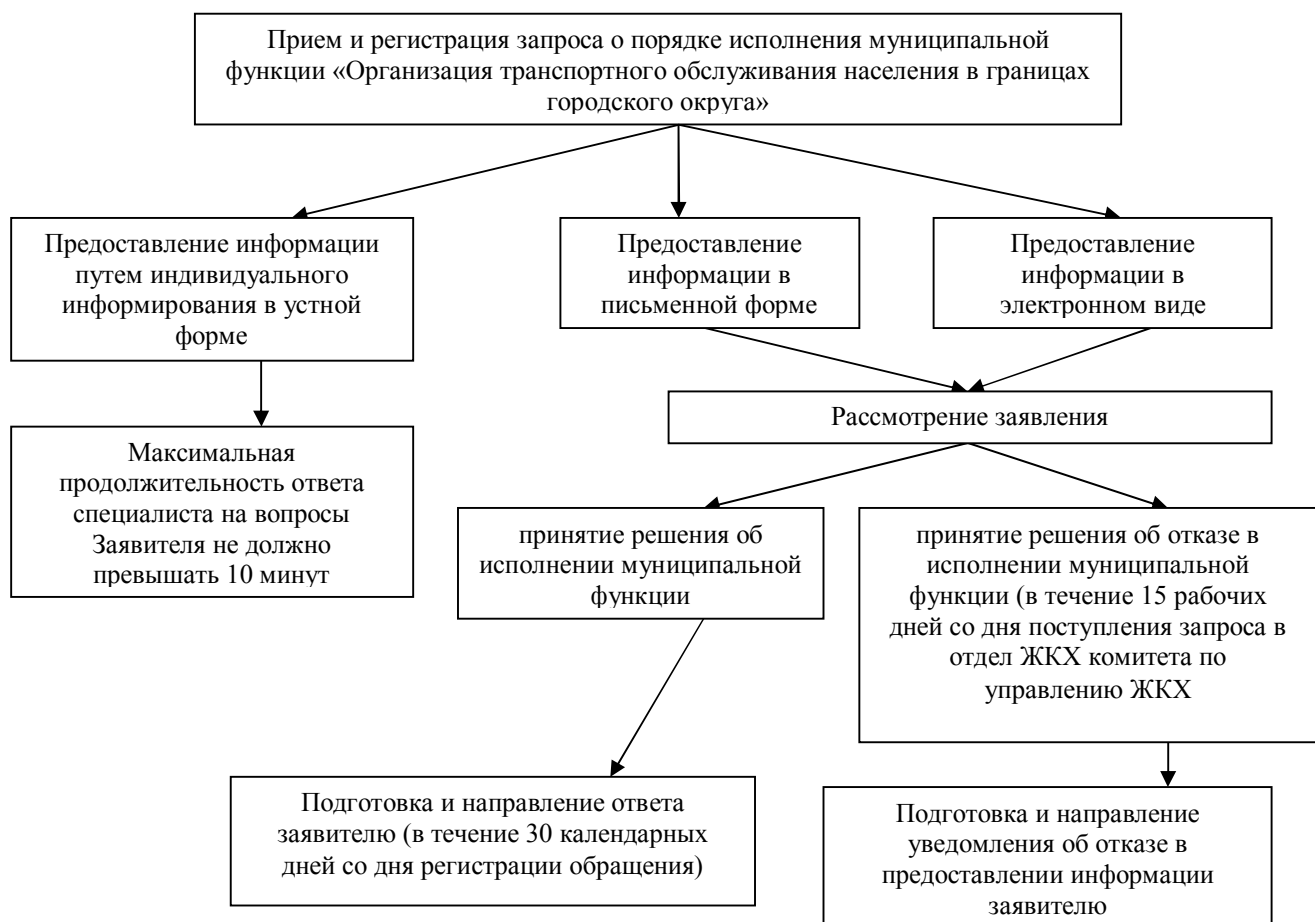 Прием и регистрация запроса о порядке исполнения муниципальной
функции «Организация транспортного обслуживания населения в границах
городского округа»
Предоставление информации
путем индивидуального
информирования в устной
форме
Предоставление
информации в
письменной форме
Предоставление
информации в
электронном виде
Рассмотрение заявления
Максимальная
продолжительность ответа
специалиста на вопросы
Заявителя не должно
превышать 10 минут
принятие решения об
исполнении муниципальной
функции
принятие решения об отказе в
исполнении муниципальной
функции (в течение 15 рабочих
дней со дня поступления запроса в
отдел ЖКХ комитета по
управлению ЖКХ
Подготовка и направление ответа
заявителю (в течение 30 календарных
дней со дня регистрации обращения)
Подготовка и направление
уведомления об отказе в
предоставлении информации
заявителю